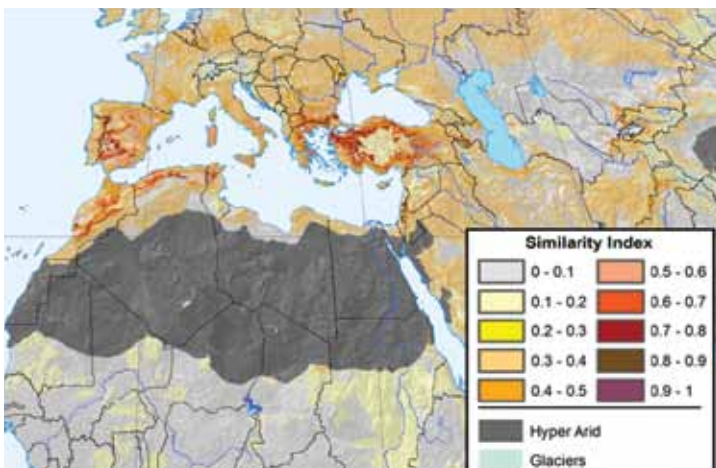 Similarity Index
0 - 0.1
0.5 - 0.6
0.1 - 0.2
0.6 - 0.7
0.2 - 0.3
0.7 - 0.8
0.3 - 0.4
0.8 - 0.9
0.4 - 0.5
0.9 - 1
Hyper Arid
Glaciers